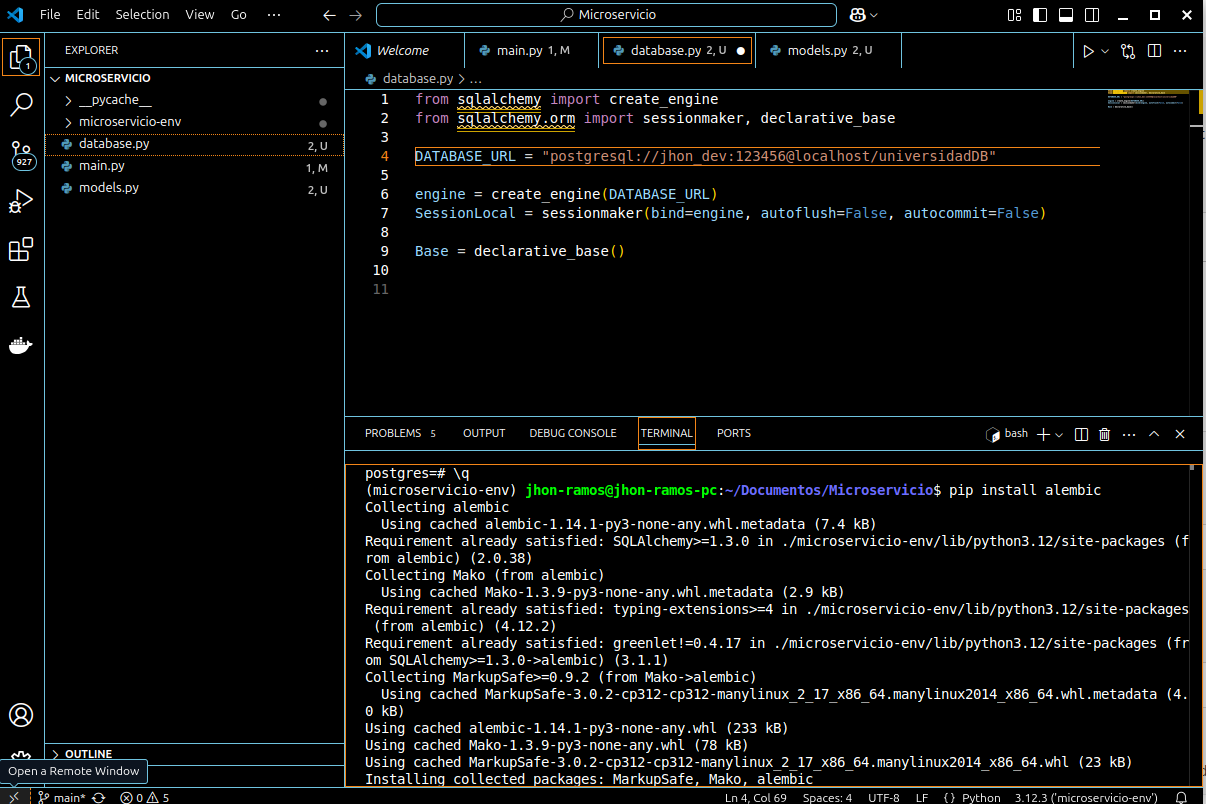 File Edit Selection View Go ··· ← → Microservicio
EXPLORER ···
MICROSERVICIO
__pycache__
microservicio-env
database.py 2, U
main.py 1, M
models.py 2, U
OUTLINE
Open a Remote Window
1
927
Welcome main.py 1, M database.py 2, U models.py 2, U
database.py > ...
1 from sqlalchemy import create_engine
2 from sqlalchemy.orm import sessionmaker, declarative_base
3
4 DATABASE_URL = "postgresql://jhon_dev:123456@localhost/universidadDB"
5
6 engine = create_engine(DATABASE_URL)
7 SessionLocal = sessionmaker(bind=engine, autoflush=False, autocommit=False)
8
9 Base = declarative_base()
10
11
PROBLEMS 5 OUTPUT DEBUG CONSOLE TERMINAL PORTS bash
postgres=# \q
(microservicio-env) jhon-ramos@jhon-ramos-pc:~/Documentos/Microservicio$ pip install alembic
Collecting alembic
  Using cached alembic-1.14.1-py3-none-any.whl.metadata (7.4 kB)
Requirement already satisfied: SQLAlchemy>=1.3.0 in ./microservicio-env/lib/python3.12/site-packages (f
rom alembic) (2.0.38)
Collecting Mako (from alembic)
  Using cached Mako-1.3.9-py3-none-any.whl.metadata (2.9 kB)
Requirement already satisfied: typing-extensions>=4 in ./microservicio-env/lib/python3.12/site-packages
 (from alembic) (4.12.2)
Requirement already satisfied: greenlet!=0.4.17 in ./microservicio-env/lib/python3.12/site-packages (fr
om SQLAlchemy>=1.3.0->alembic) (3.1.1)
Collecting MarkupSafe>=0.9.2 (from Mako->alembic)
  Using cached MarkupSafe-3.0.2-cp312-cp312-manylinux_2_17_x86_64.manylinux2014_x86_64.whl.metadata (4.
0 kB)
Using cached alembic-1.14.1-py3-none-any.whl (233 kB)
Using cached Mako-1.3.9-py3-none-any.whl (78 kB)
Using cached MarkupSafe-3.0.2-cp312-cp312-manylinux_2_17_x86_64.manylinux2014_x86_64.whl (23 kB)
Installing collected packages: MarkupSafe, Mako, alembic
main* 0 5 Ln 4, Col 69 Spaces: 4 UTF-8 LF {} Python 3.12.3 ('microservicio-env')